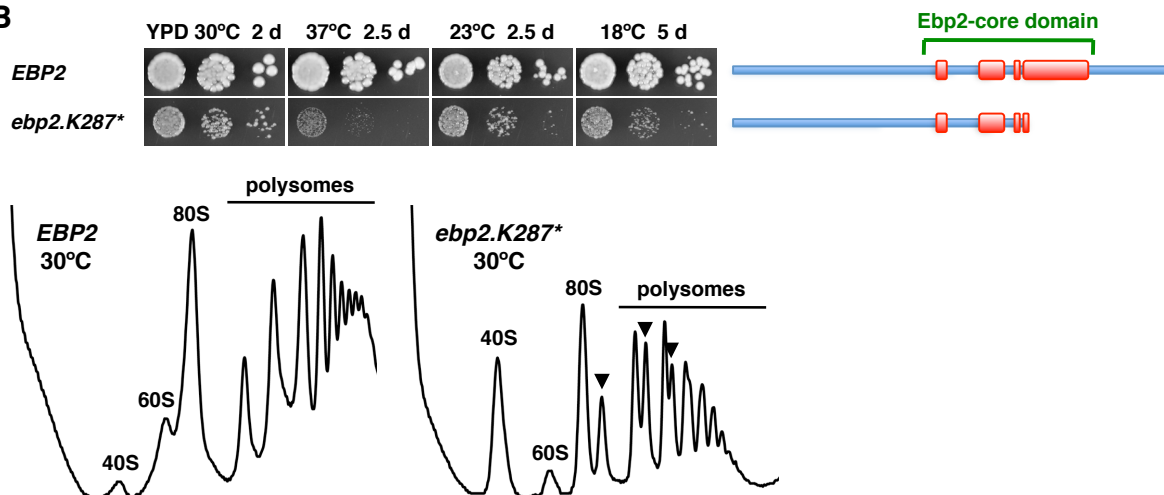 B
Ebp2-core domain
YPD 30ºC 2 d 37ºC 2.5 d 23ºC 2.5 d 18ºC 5 d
EBP2
ebp2.K287*
polysomes
80S
EBP2
30ºC
60S
40S
ebp2.K287*
30ºC
80S
polysomes
40S
60S